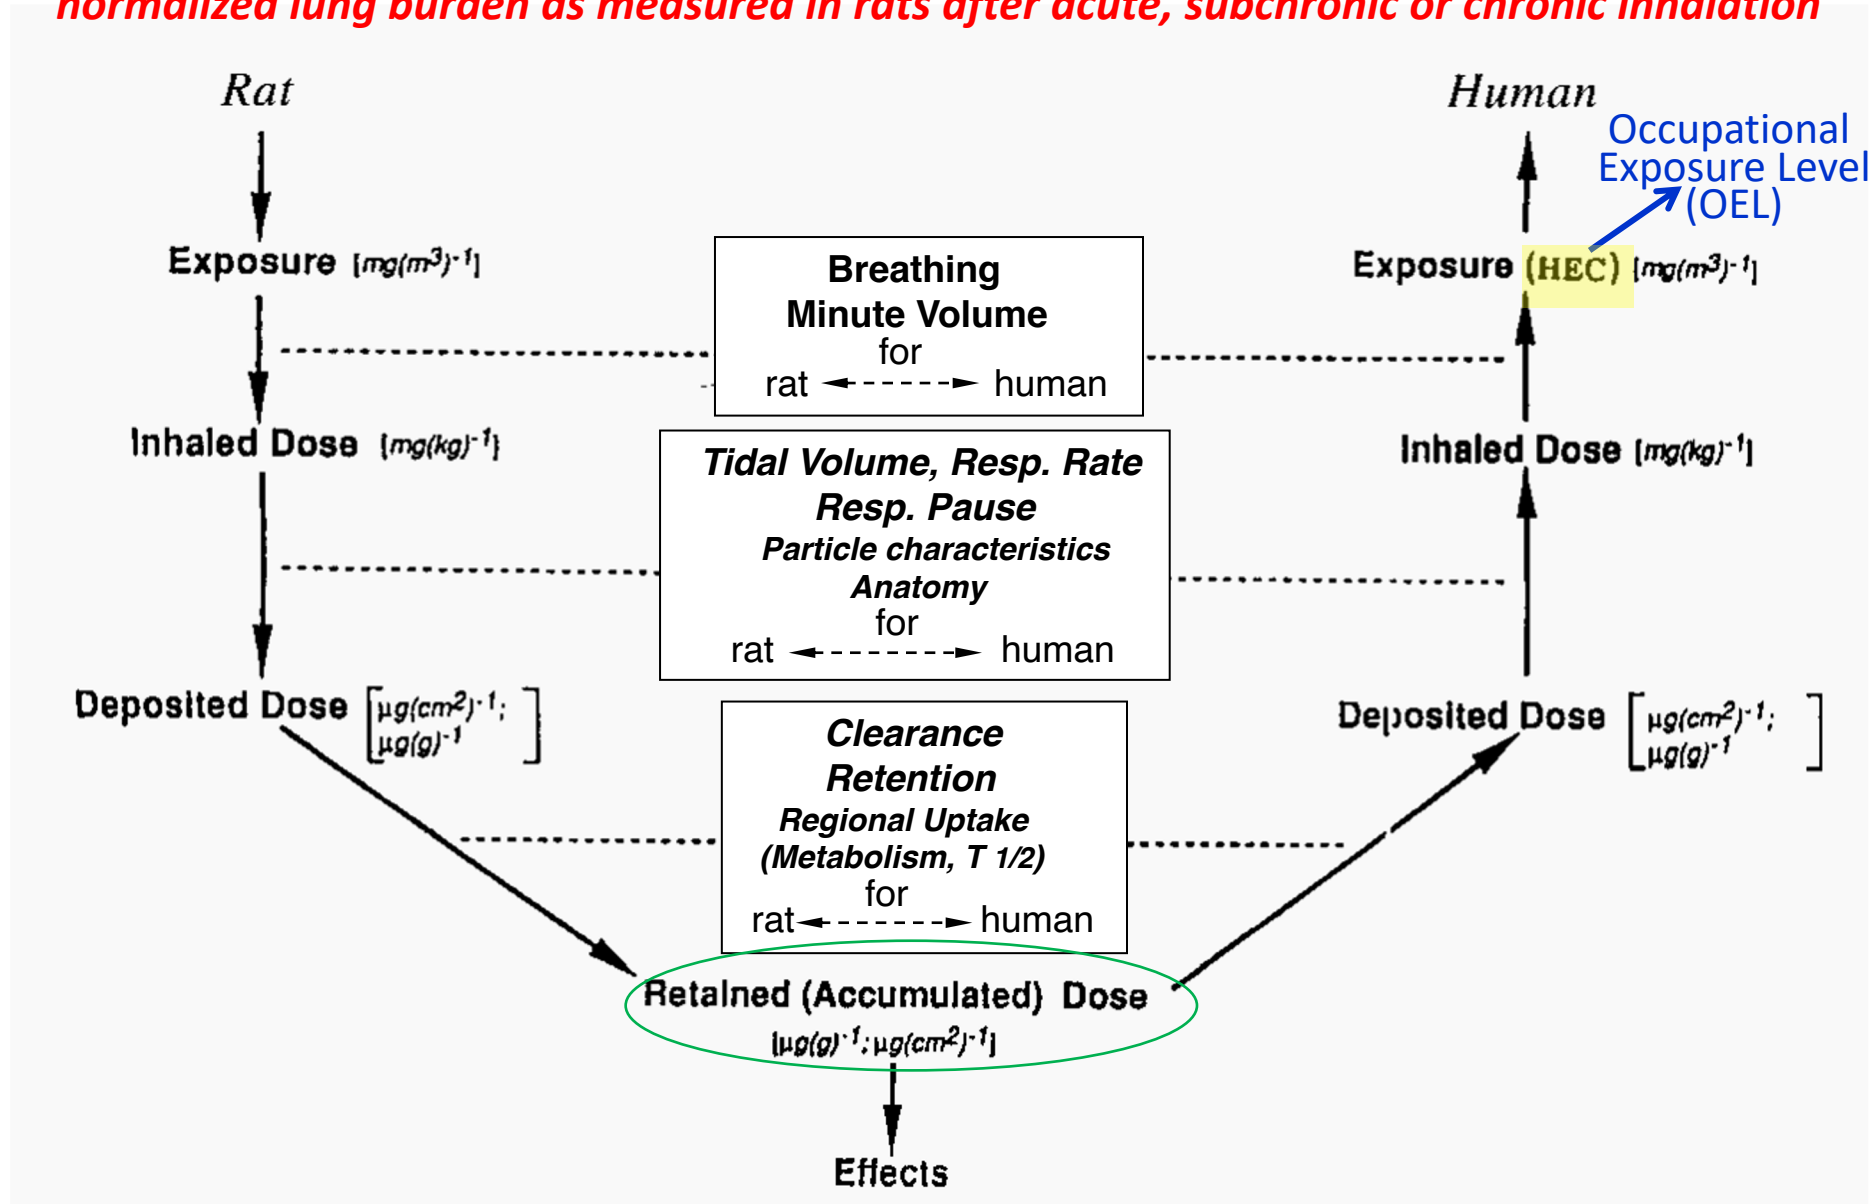 normalized lung burden as measured in rats after acute, subchronic or chronic inhalation
Rat
Human
Occupational
Exposure Level
(OEL)
Exposure [mg(m³)⁻¹]
Exposure (HEC) [mg(m³)⁻¹]
Breathing
Minute Volume
for
rat ◄------► human
Inhaled Dose [mg(kg)⁻¹]
Inhaled Dose [mg(kg)⁻¹]
Tidal Volume, Resp. Rate
Resp. Pause
Particle characteristics
Anatomy
for
rat ◄-------► human
Deposited Dose [µg(cm²)⁻¹;
µg(g)⁻¹]
Deposited Dose [µg(cm²)⁻¹;
µg(g)⁻¹]
Clearance
Retention
Regional Uptake
(Metabolism, T 1/2)
for
rat◄-------► human
Retained (Accumulated) Dose
[µg(g)⁻¹; µg(cm²)⁻¹]
Effects